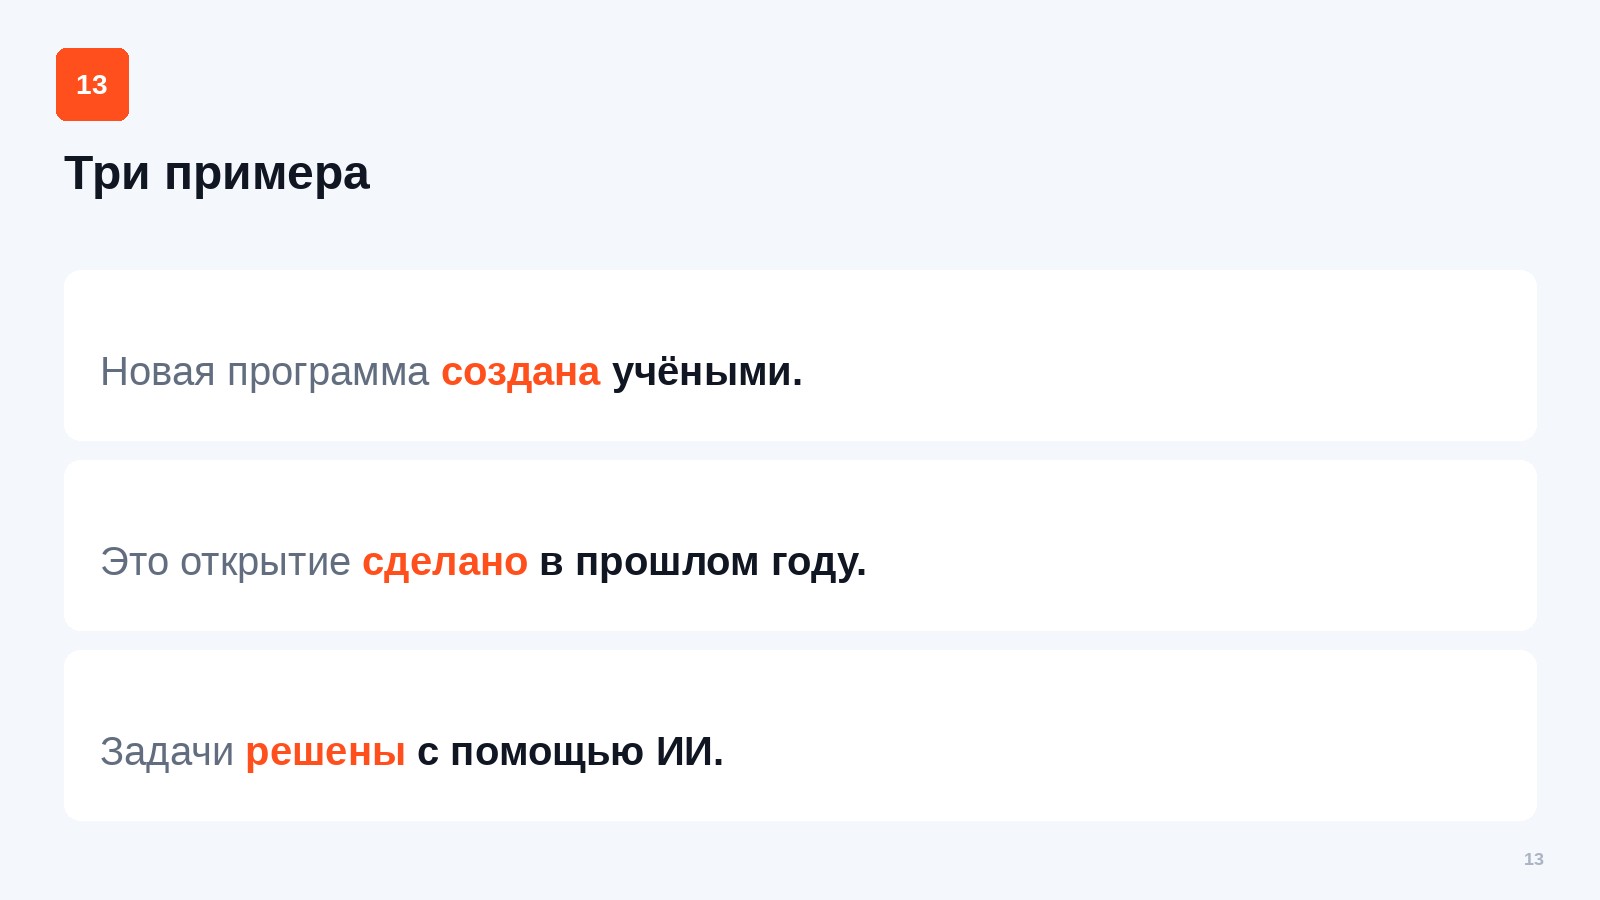 13
Три примера
Новая программа создана учёными.
Это открытие сделано в прошлом году.
Задачи решены с помощью ИИ.
13